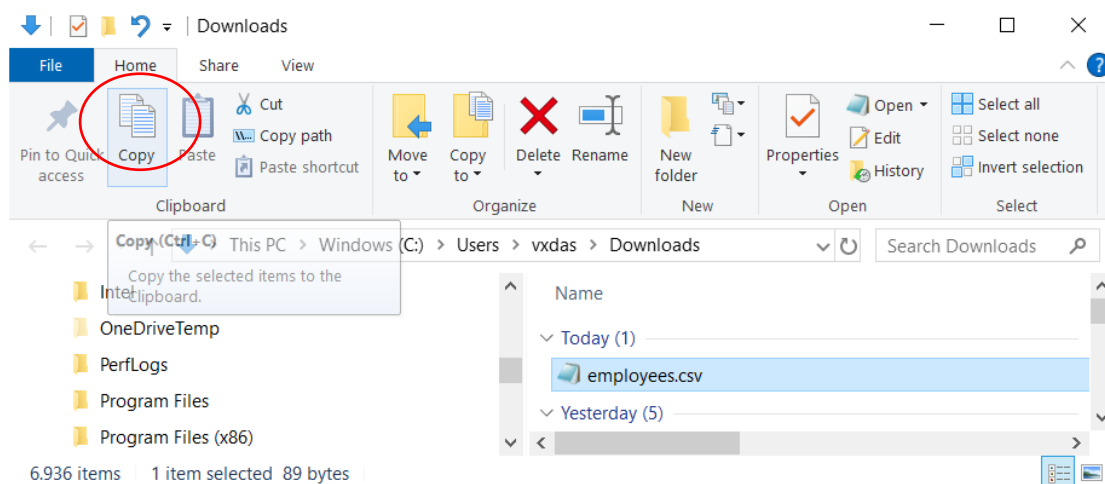 Downloads
File Home Share View
Pin to Quick access
Copy
Paste
Cut
Copy path
Paste shortcut
Clipboard
Move to
Copy to
Delete
Rename
Organize
New folder
New
Properties
Open
Edit
History
Open
Select all
Select none
Invert selection
Select
Copy (Ctrl+C)
Copy the selected items to the Clipboard.
This PC > Windows (C:) > Users > vxdas > Downloads
Search Downloads
Intel
OneDriveTemp
PerfLogs
Program Files
Program Files (x86)
Name
Today (1)
employees.csv
Yesterday (5)
6.936 items 1 item selected 89 bytes